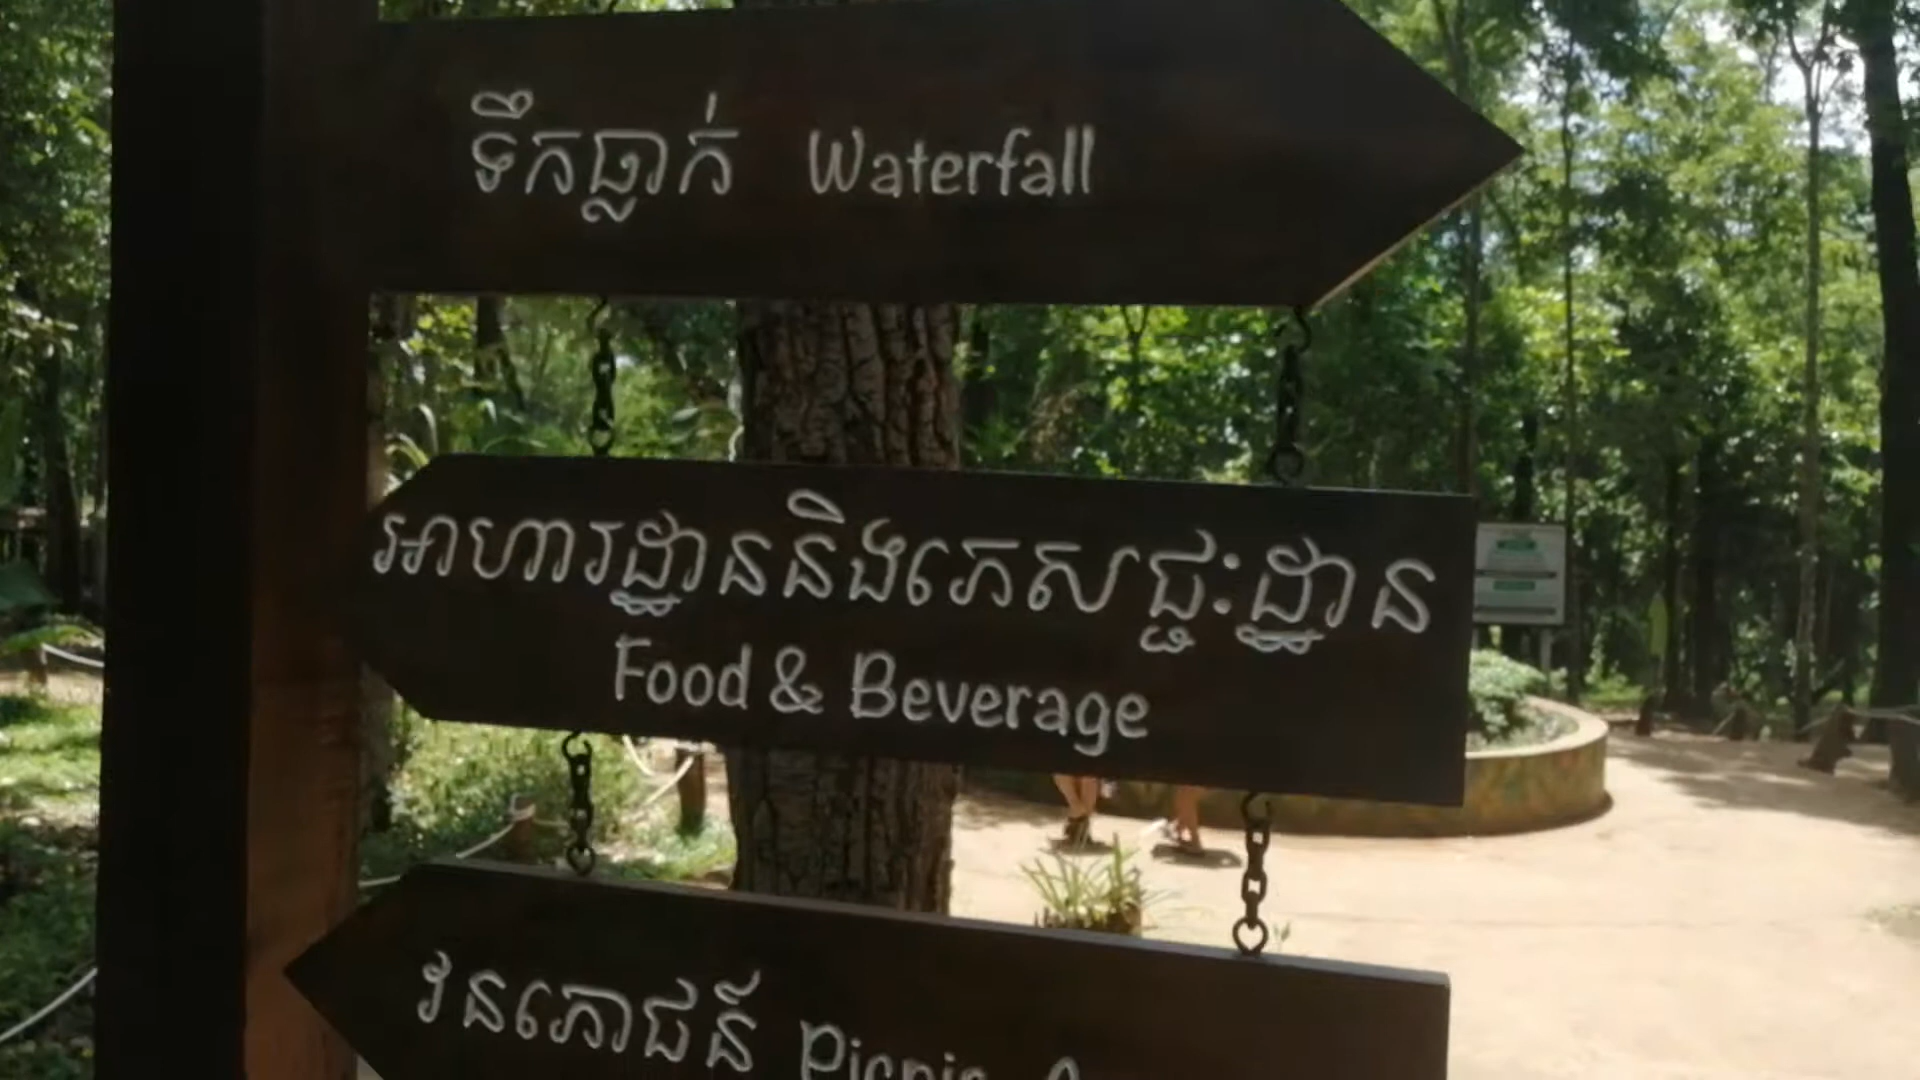 ទឹកធ្លាក់ Waterfall
អាហារដ្ឋាននិងភេសជ្ជៈដ្ឋាន
Food & Beverage
វនភោជន៍ Picnic